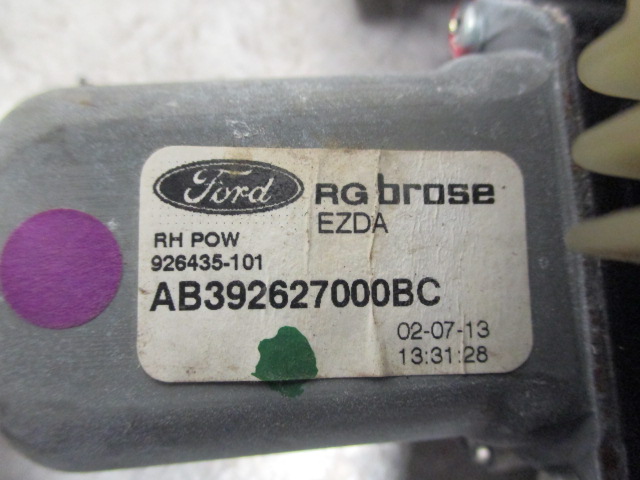 Ford RG brose
EZDA
RH POW
926435-101
AB392627000BC
02-07-13
13:31:28